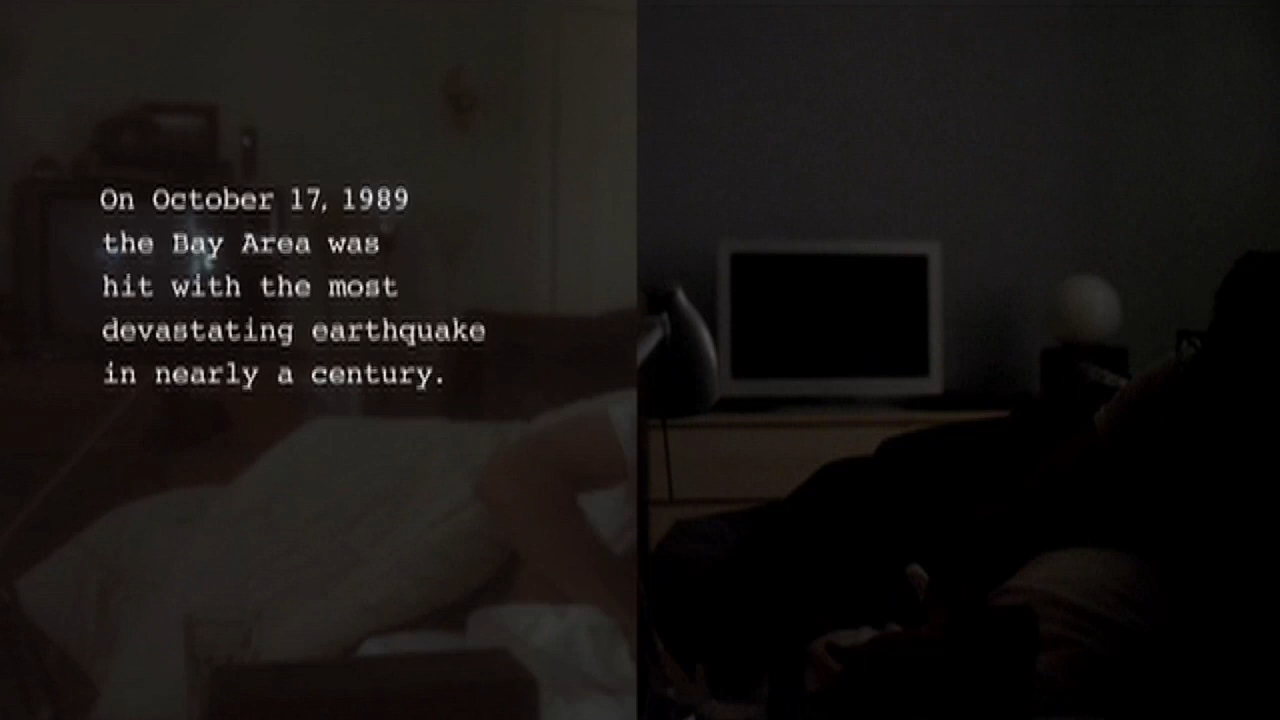 On October 17, 1989
the Bay Area was
hit with the most
devastating earthquake
in nearly a century.